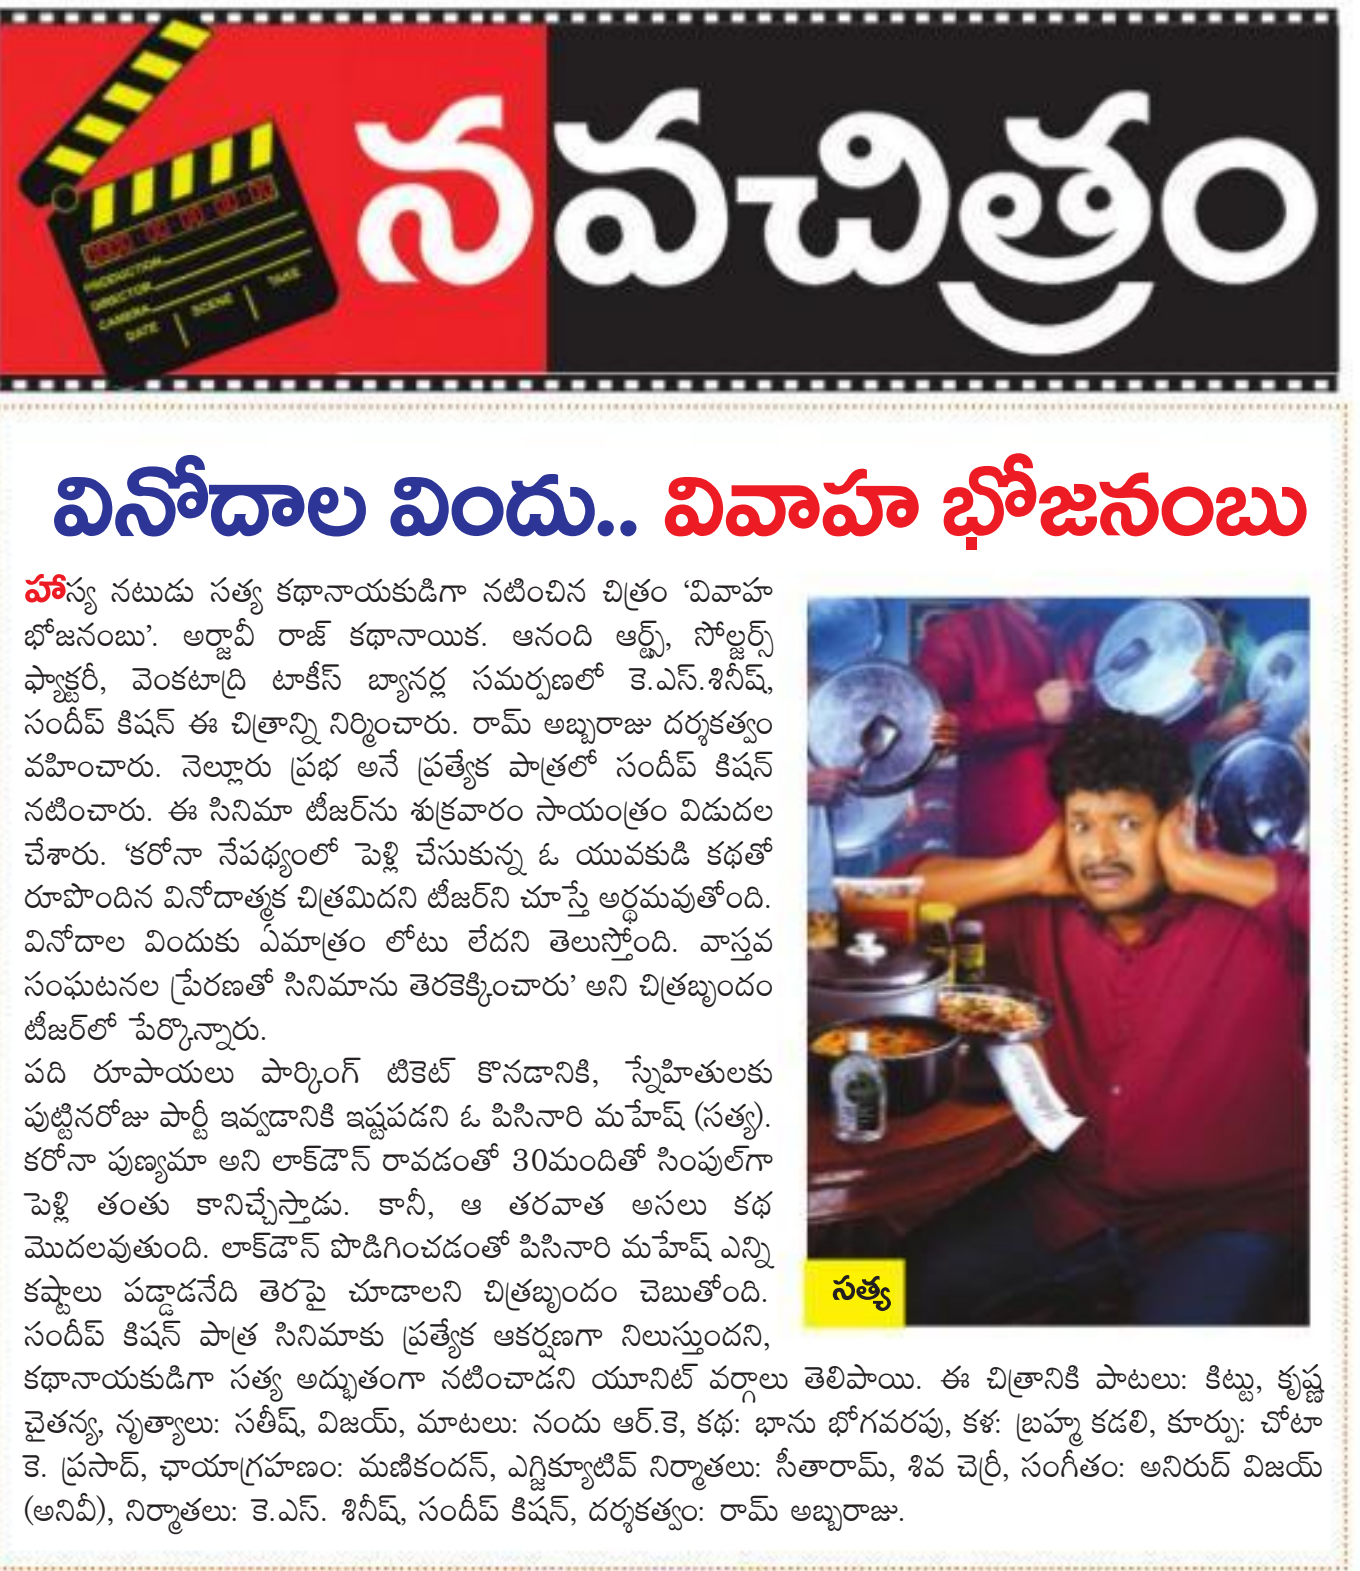 నవచిత్రం
PRODUCTION
DIRECTOR
CAMERA
DATE
SCENE
TAKE
వినోదాల విందు.. వివాహ భోజనంబు
హాస్య నటుడు సత్య కథానాయకుడిగా నటించిన చిత్రం ‘వివాహ
భోజనంబు’. అర్జావీ రాజ్ కథానాయిక. ఆనంది ఆర్ట్స్, సోల్జర్స్
ఫ్యాక్టరీ, వెంకటాద్రి టాకీస్ బ్యానర్ల సమర్పణలో కె.ఎస్.శినీష్,
సందీప్ కిషన్ ఈ చిత్రాన్ని నిర్మించారు. రామ్ అబ్బరాజు దర్శకత్వం
వహించారు. నెల్లూరు ప్రభ అనే ప్రత్యేక పాత్రలో సందీప్ కిషన్
నటించారు. ఈ సినిమా టీజర్‌ను శుక్రవారం సాయంత్రం విడుదల
చేశారు. ‘కరోనా నేపథ్యంలో పెళ్లి చేసుకున్న ఓ యువకుడి కథతో
రూపొందిన వినోదాత్మక చిత్రమిదని టీజర్‌ని చూస్తే అర్థమవుతోంది.
వినోదాల విందుకు ఏమాత్రం లోటు లేదని తెలుస్తోంది. వాస్తవ
సంఘటనల ప్రేరణతో సినిమాను తెరకెక్కించారు’ అని చిత్రబృందం
టీజర్‌లో పేర్కొన్నారు.
పది రూపాయలు పార్కింగ్ టికెట్ కొనడానికి, స్నేహితులకు
పుట్టినరోజు పార్టీ ఇవ్వడానికి ఇష్టపడని ఓ పిసినారి మహేష్ (సత్య).
కరోనా పుణ్యమా అని లాక్‌డౌన్ రావడంతో 30మందితో సింపుల్‌గా
పెళ్లి తంతు కానిచ్చేస్తాడు. కానీ, ఆ తరవాత అసలు కథ
మొదలవుతుంది. లాక్‌డౌన్ పొడిగించడంతో పిసినారి మహేష్ ఎన్ని
కష్టాలు పడ్డాడనేది తెరపై చూడాలని చిత్రబృందం చెబుతోంది.
సందీప్ కిషన్ పాత్ర సినిమాకు ప్రత్యేక ఆకర్షణగా నిలుస్తుందని,
కథానాయకుడిగా సత్య అద్భుతంగా నటించాడని యూనిట్ వర్గాలు తెలిపాయి. ఈ చిత్రానికి పాటలు: కిట్టు, కృష్ణ
చైతన్య, నృత్యాలు: సతీష్, విజయ్, మాటలు: నందు ఆర్.కె, కథ: భాను భోగవరపు, కళ: బ్రహ్మ కడలి, కూర్పు: చోటా
కె. ప్రసాద్, ఛాయాగ్రహణం: మణికందన్, ఎగ్జిక్యూటివ్ నిర్మాతలు: సీతారామ్, శివ చెర్రీ, సంగీతం: అనిరుద్ విజయ్
(అనివీ), నిర్మాతలు: కె.ఎస్. శినీష్, సందీప్ కిషన్, దర్శకత్వం: రామ్ అబ్బరాజు.
సత్య